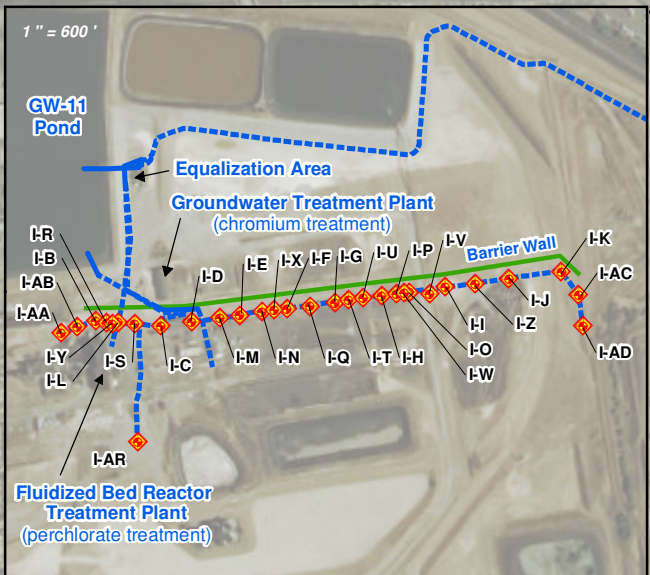 1 " = 600 '
GW-11
Pond
Equalization Area
Groundwater Treatment Plant
(chromium treatment)
I-R
I-B
I-AB
I-AA
I-Y
I-L
I-S
I-C
I-D
I-E
I-X
I-F
I-G
I-U
I-P
I-V
Barrier Wall
I-K
I-AC
I-AD
I-M
I-N
I-Q
I-T
I-H
I-W
I-O
I-I
I-Z
I-J
I-AR
Fluidized Bed Reactor
Treatment Plant
(perchlorate treatment)